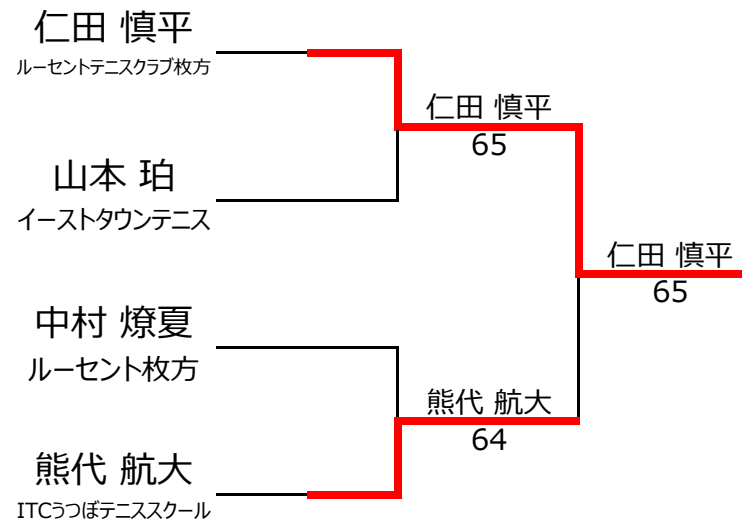 仁田 慎平
ルーセントテニスクラブ枚方
山本 珀
イーストタウンテニス
中村 燎夏
ルーセント枚方
熊代 航大
ITCうつぼテニススクール
仁田 慎平
65
熊代 航大
64
仁田 慎平
65